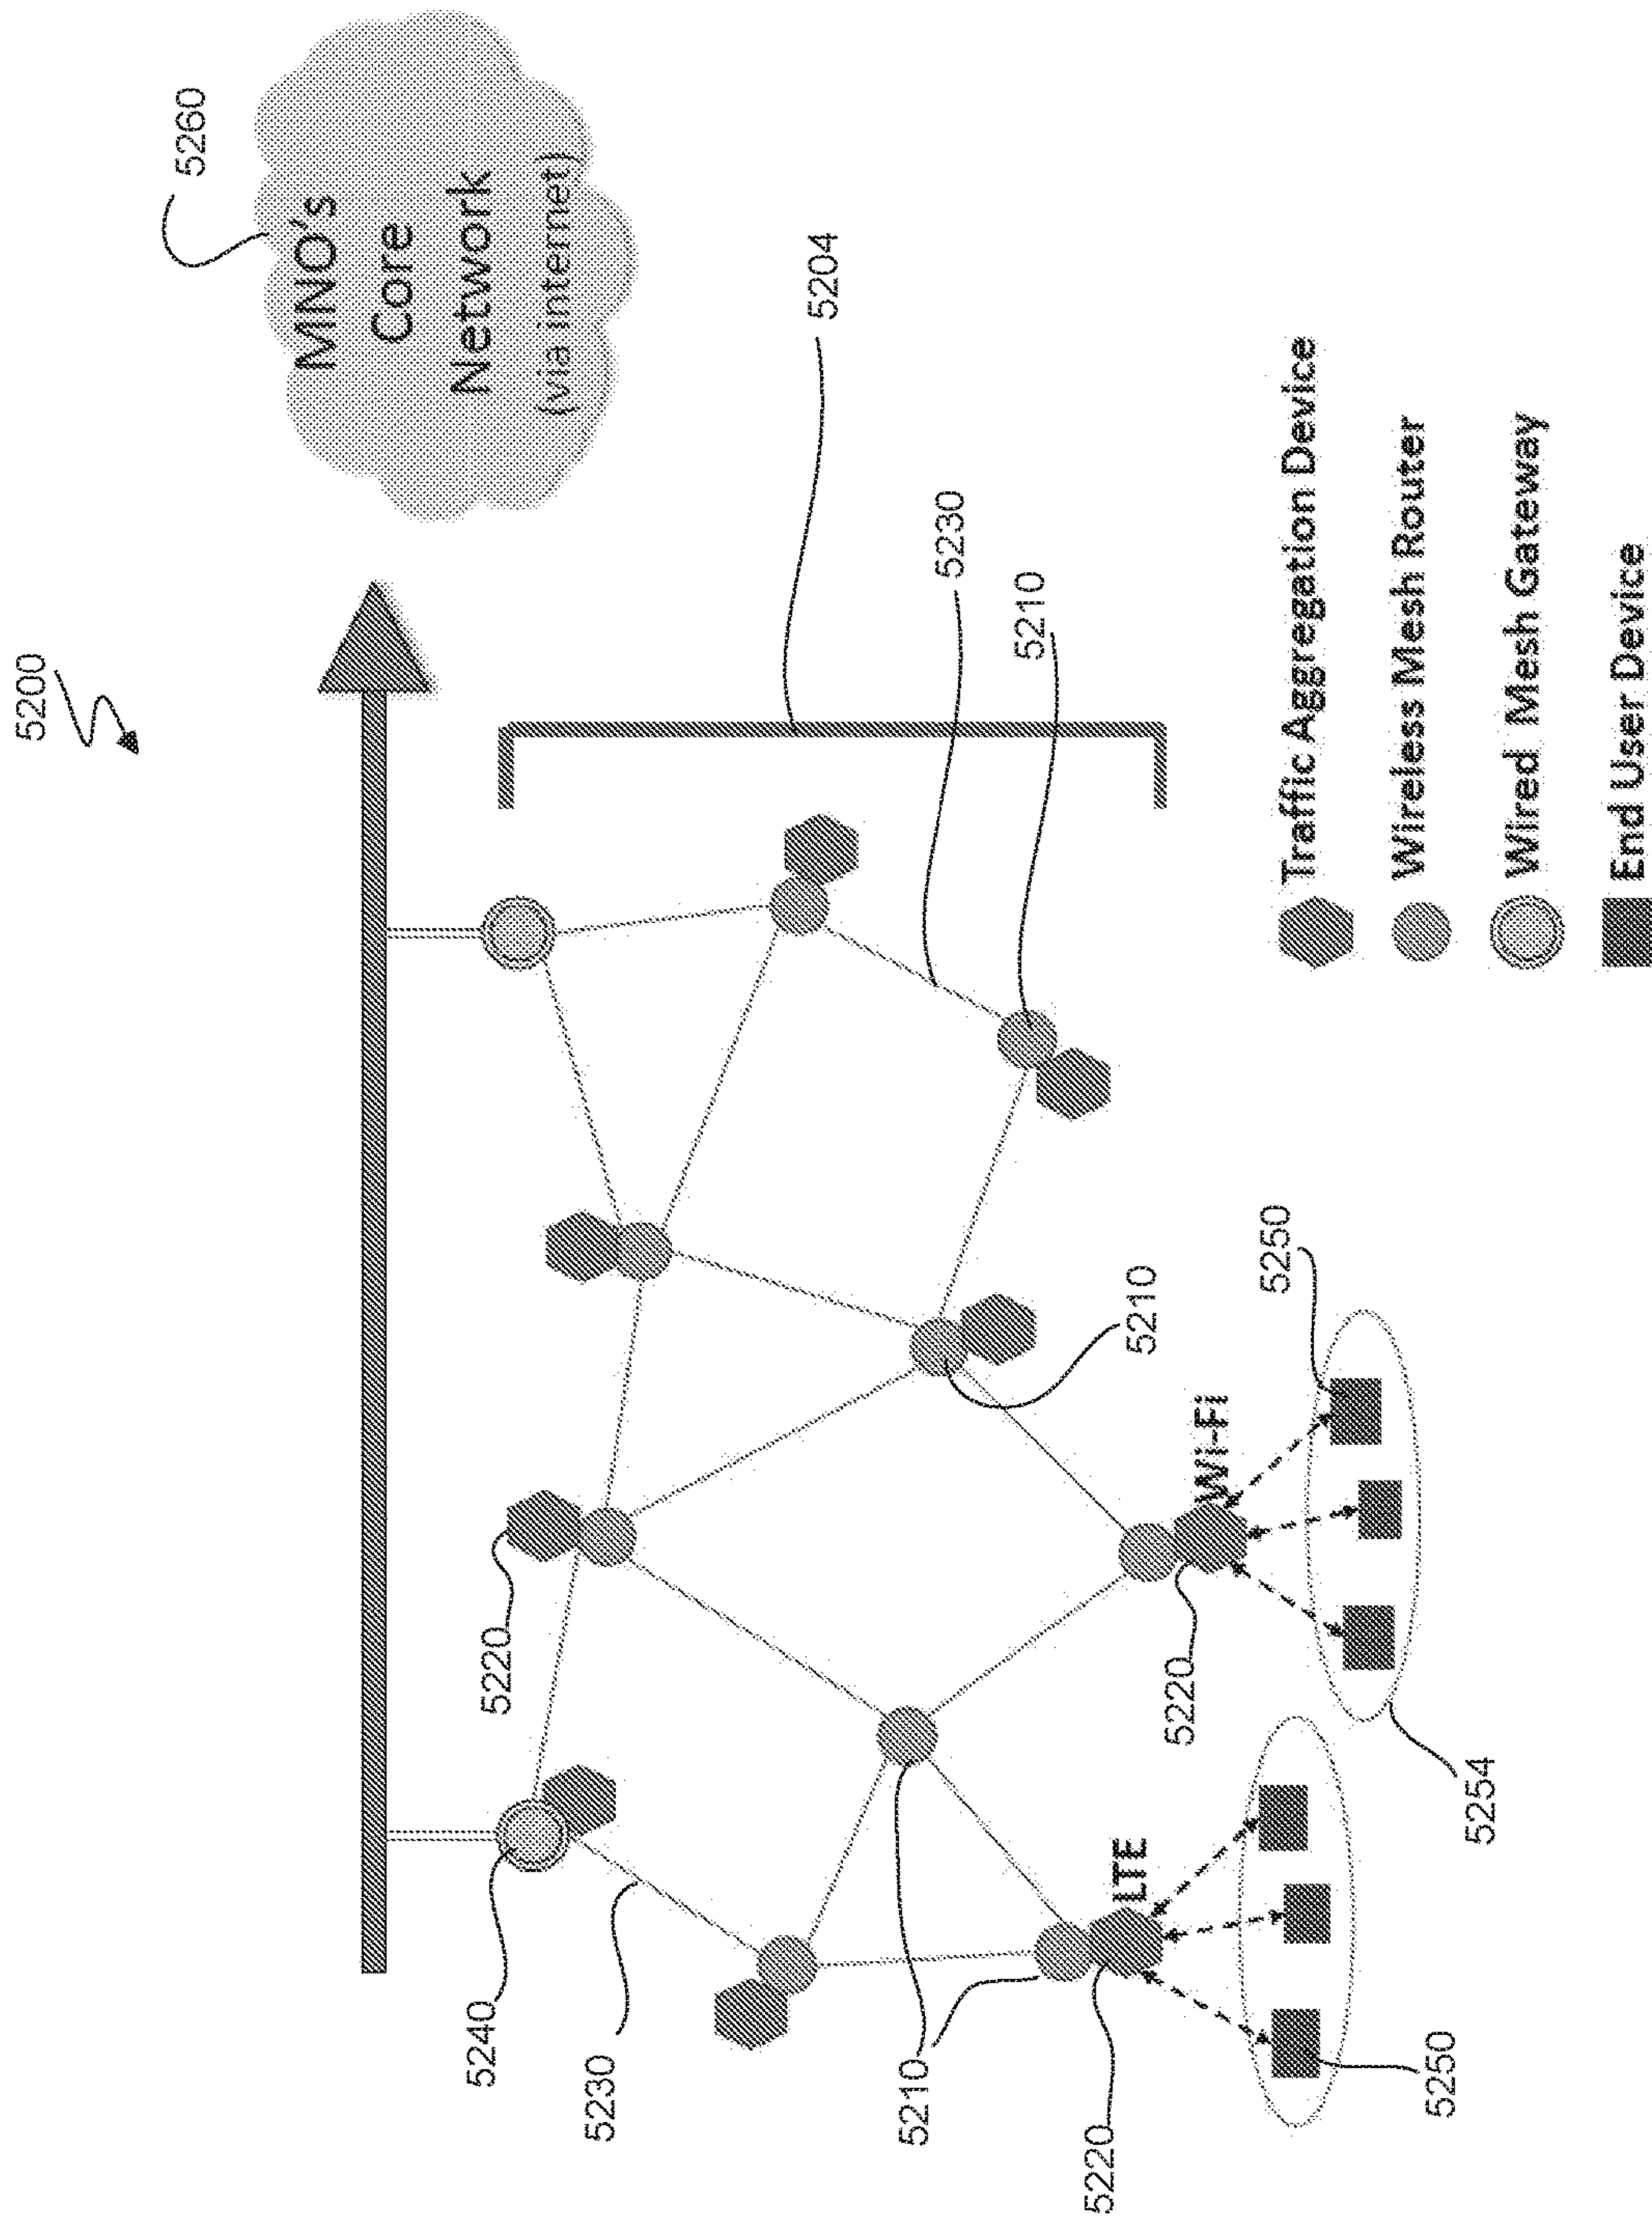 5200
5260
MNO's
Core
Network
(via internet)
5204
5240
5220
5230
5230
5210
5210
5210
LTE
Wi-Fi
5220
5220
5250
5250
5254
Traffic Aggregation Device
Wireless Mesh Router
Wired Mesh Gateway
End User Device